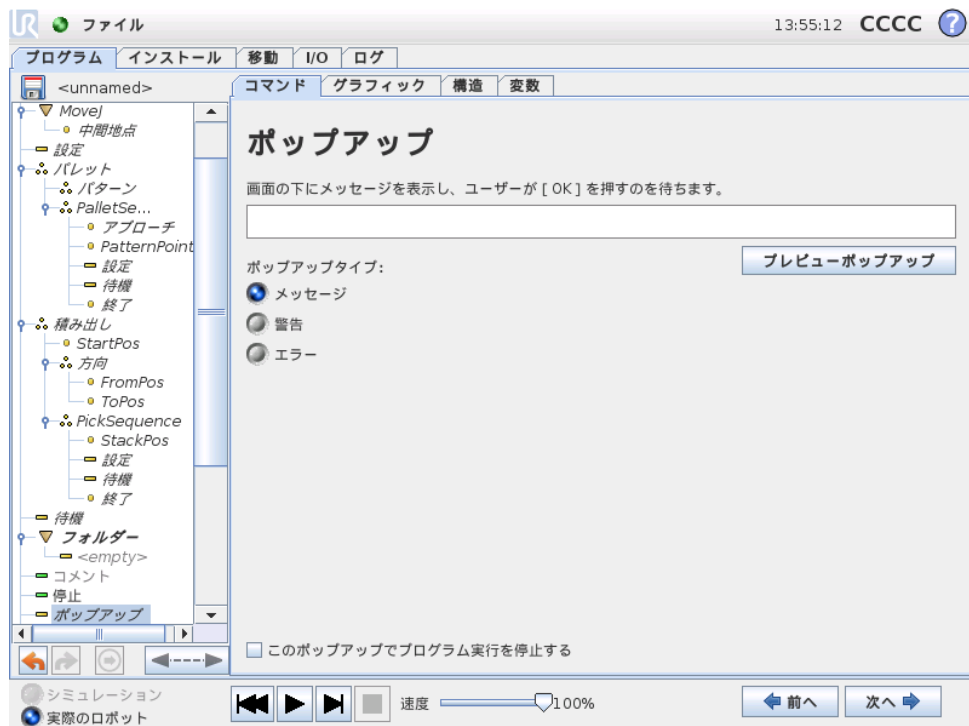 UR ファイル 13:55:12 CCCC ?
プログラム インストール 移動 I/O ログ
<unnamed>
コマンド グラフィック 構造 変数
MoveJ
中間地点
設定
パレット
パターン
PalletSe...
アプローチ
PatternPoint
設定
待機
終了
積み出し
StartPos
方向
FromPos
ToPos
PickSequence
StackPos
設定
待機
終了
待機
フォルダー
<empty>
コメント
停止
ポップアップ
ポップアップ
画面の下にメッセージを表示し、ユーザーが [ OK ] を押すのを待ちます。
プレビューポップアップ
ポップアップタイプ:
メッセージ
警告
エラー
このポップアップでプログラム実行を停止する
シミュレーション
実際のロボット
速度 100%
前へ 次へ